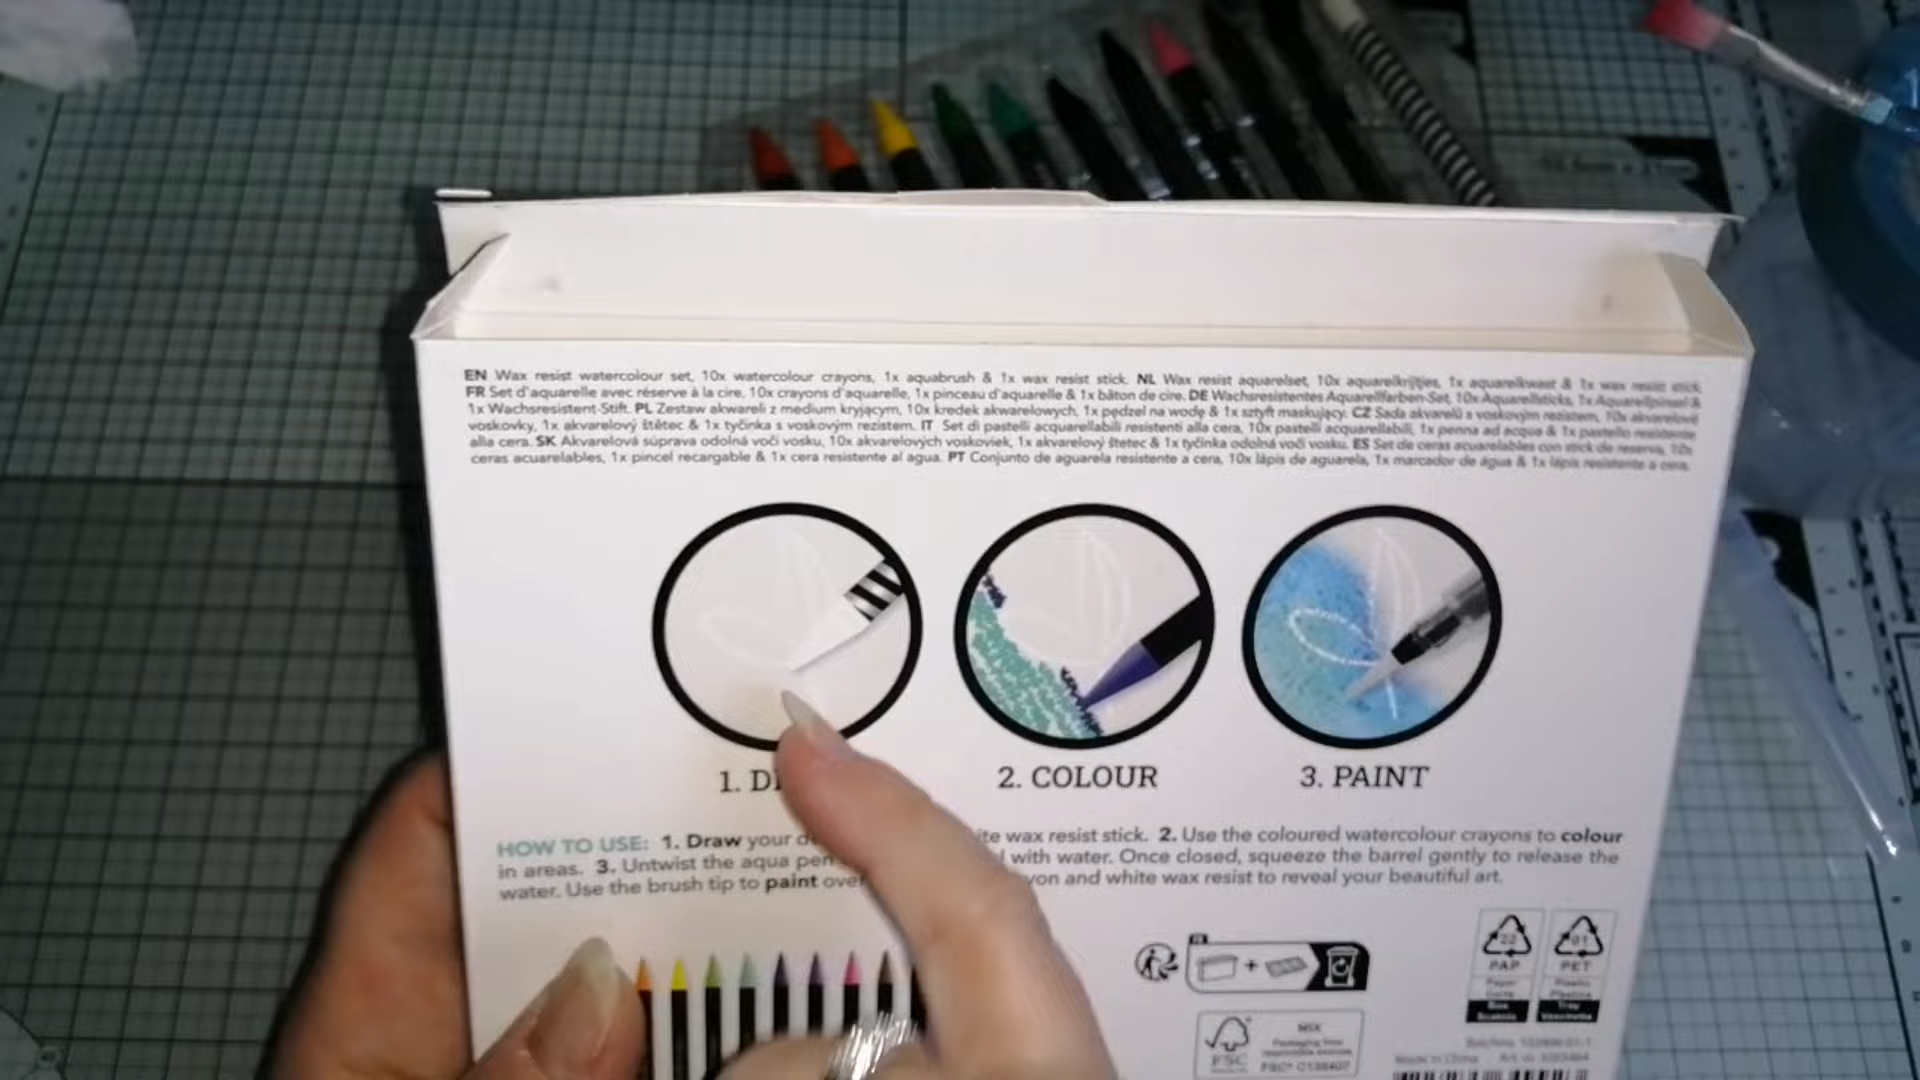 EN Wax resist watercolour set, 10x watercolour crayons, 1x aquabrush & 1x wax resist stick. NL Wax resist aquarelset, 10x aquarelkrijtjes, 1x aquarelkwast & 1x wax resist stick.
FR Set d'aquarelle avec réserve à la cire, 10x crayons d'aquarelle, 1x pinceau d'aquarelle & 1x bâton de cire. DE Wachsresistentes Aquarellfarben-Set, 10x Aquarellsticks, 1x Aquarellpinsel &
1x Wachsresistent-Stift. PL Zestaw akwareli z medium kryjącym, 10x kredek akwarelowych, 1x pędzel na wodę & 1x sztyft maskujący. CZ Sada akvarelů s voskovým rezistem, 10x akvarelové
voskovky, 1x akvarelový štětec & 1x tyčinka s voskovým rezistem. IT Set di pastelli acquarellabili resistenti alla cera, 10x pastelli acquarellabili, 1x penna ad acqua & 1x pastello resistente
alla cera. SK Akvarelová súprava odolná voči vosku, 10x akvarelových voskoviek, 1x akvarelový štetec & 1x tyčinka odolná voči vosku. ES Set de ceras acuarelables con stick de reserva, 10x
ceras acuarelables, 1x pincel recargable & 1x cera resistente al agua. PT Conjunto de aguarela resistente a cera, 10x lápis de aguarela, 1x marcador de água & 1x lápis resistente a cera.
1. D
2. COLOUR
3. PAINT
HOW TO USE: 1. Draw your wax resist stick. 2. Use the coloured watercolour crayons to colour
in areas. 3. Untwist the aqua pen with water. Once closed, squeeze the barrel gently to release the
water. Use the brush tip to paint over and white wax resist to reveal your beautiful art.
FR
22
PAP
01
PET
FSC
MIX
Packaging from
responsible sources
FSC® C138407
Made in China